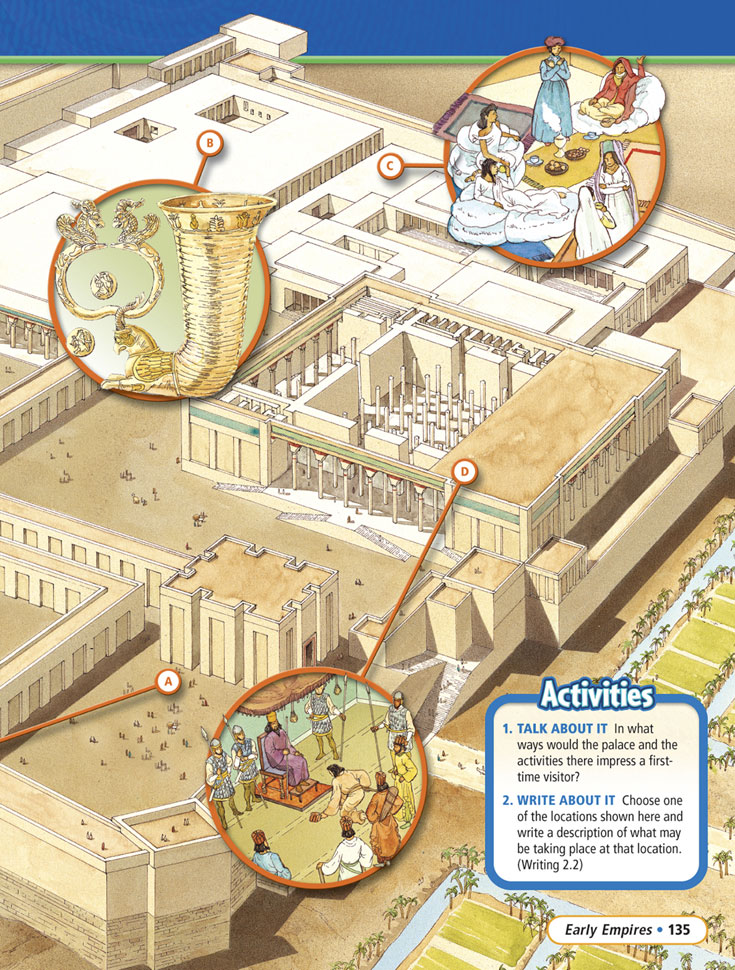 B
C
D
A
Activities
1. TALK ABOUT IT In what
ways would the palace and the
activities there impress a first-
time visitor?
2. WRITE ABOUT IT Choose one
of the locations shown here and
write a description of what may
be taking place at that location.
(Writing 2.2)
Early Empires • 135